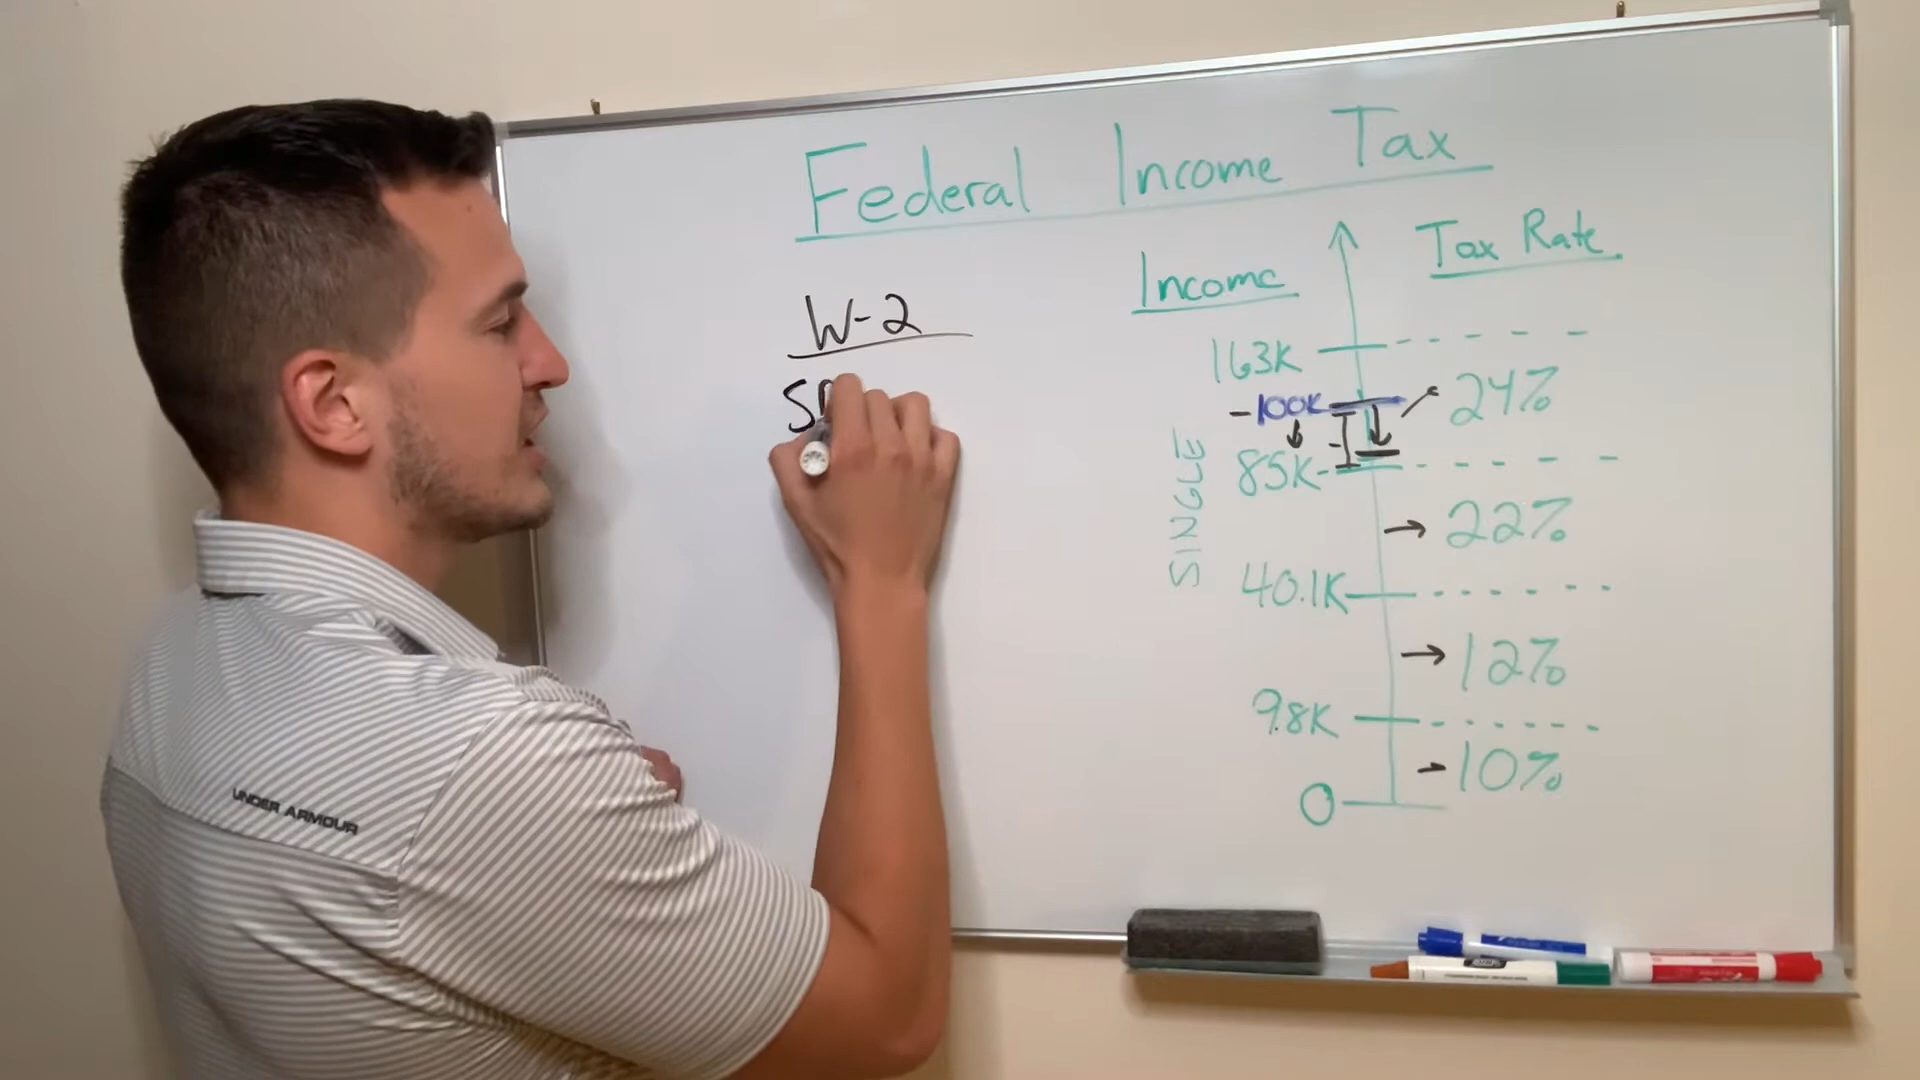 Federal Income Tax
Income
Tax Rate
W-2
163K
-100K
24%
85K
SINGLE
22%
40.1K
12%
9.8K
10%
0
UNDER ARMOUR